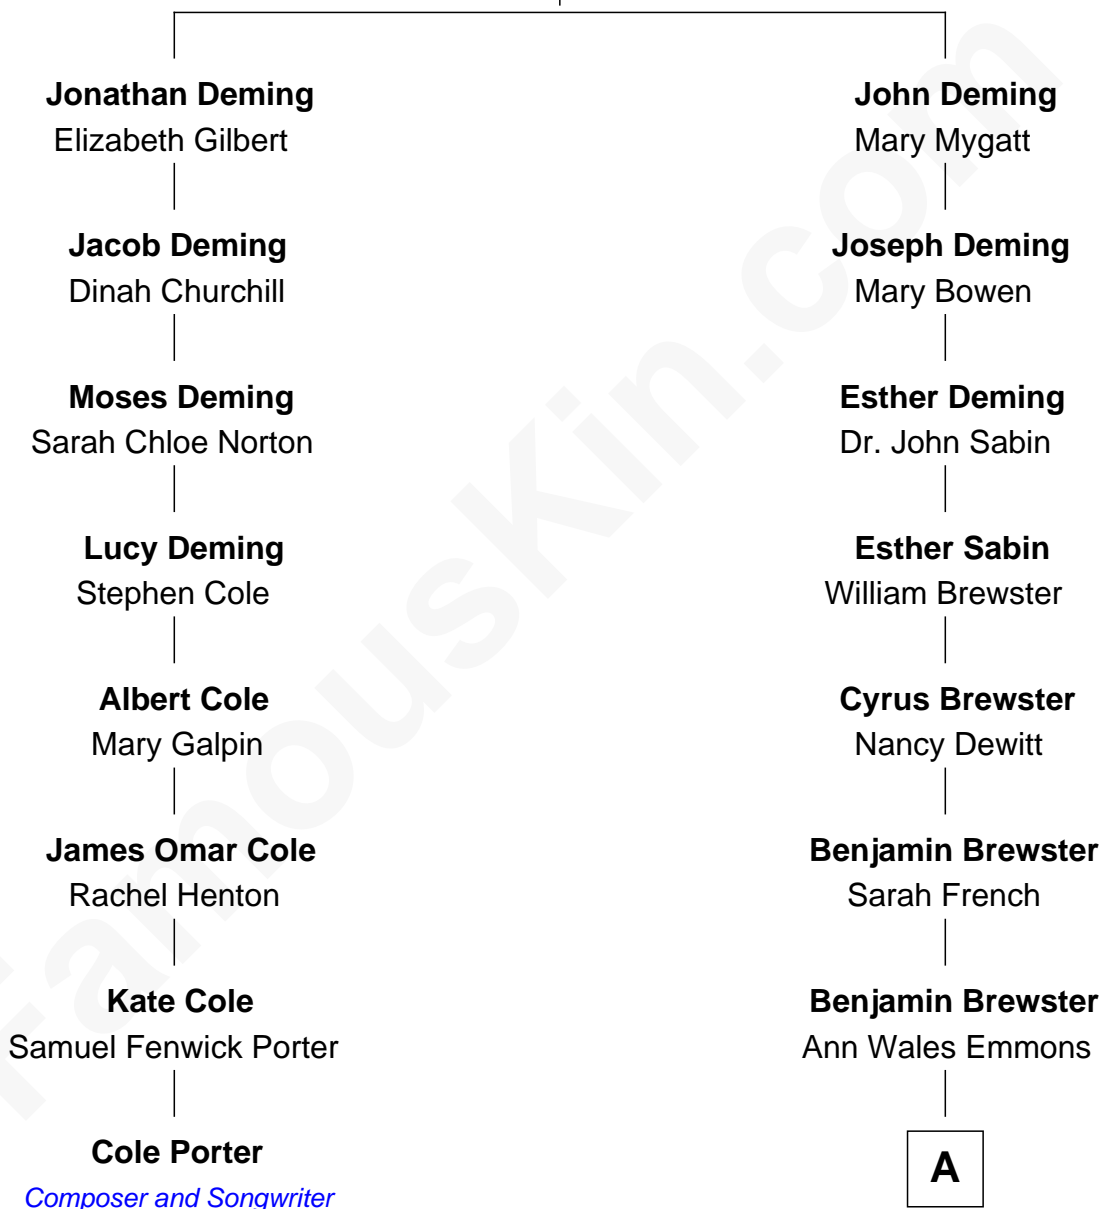 Jonathan Deming
Elizabeth Gilbert
Jacob Deming
Dinah Churchill
Moses Deming
Sarah Chloe Norton
Lucy Deming
Stephen Cole
Albert Cole
Mary Galpin
James Omar Cole
Rachel Henton
Kate Cole
Samuel Fenwick Porter
Cole Porter
Composer and Songwriter
John Deming
Mary Mygatt
Joseph Deming
Mary Bowen
Esther Deming
Dr. John Sabin
Esther Sabin
William Brewster
Cyrus Brewster
Nancy Dewitt
Benjamin Brewster
Sarah French
Benjamin Brewster
Ann Wales Emmons
A
FamousKin.com